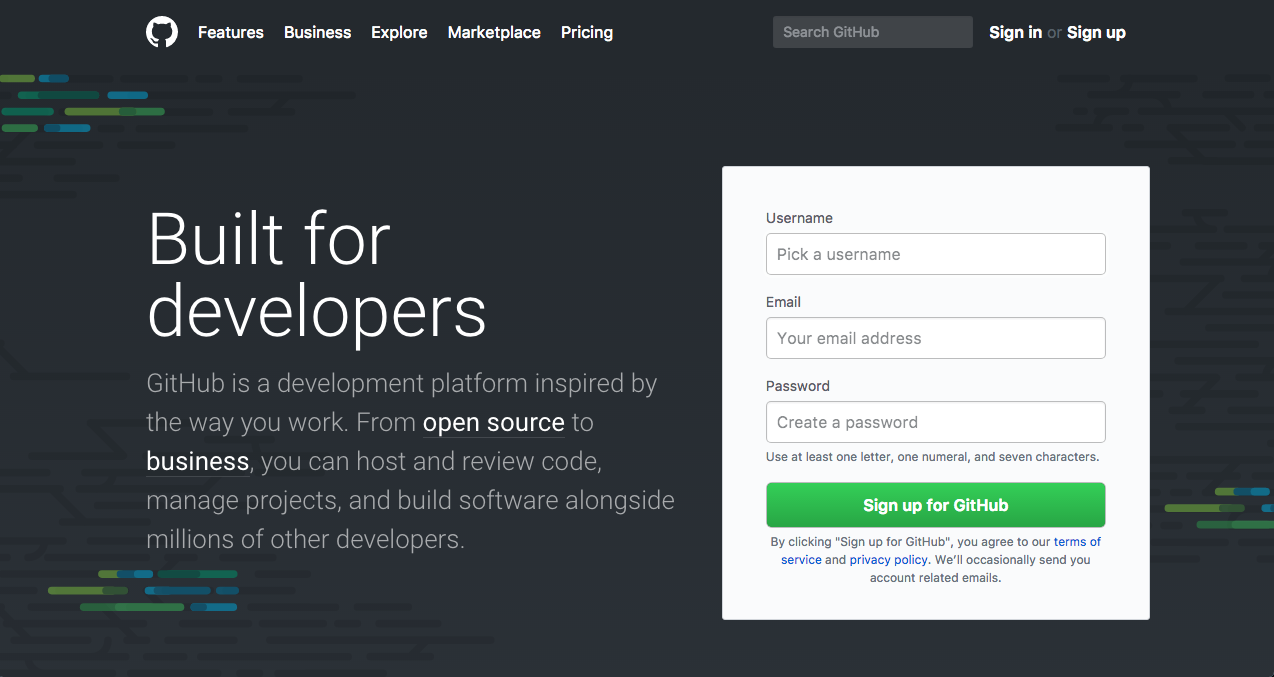 Features Business Explore Marketplace Pricing Search GitHub Sign in or Sign up
Built for
developers
GitHub is a development platform inspired by
the way you work. From open source to
business, you can host and review code,
manage projects, and build software alongside
millions of other developers.
Username
Pick a username
Email
Your email address
Password
Create a password
Use at least one letter, one numeral, and seven characters.
Sign up for GitHub
By clicking "Sign up for GitHub", you agree to our terms of
service and privacy policy. We’ll occasionally send you
account related emails.